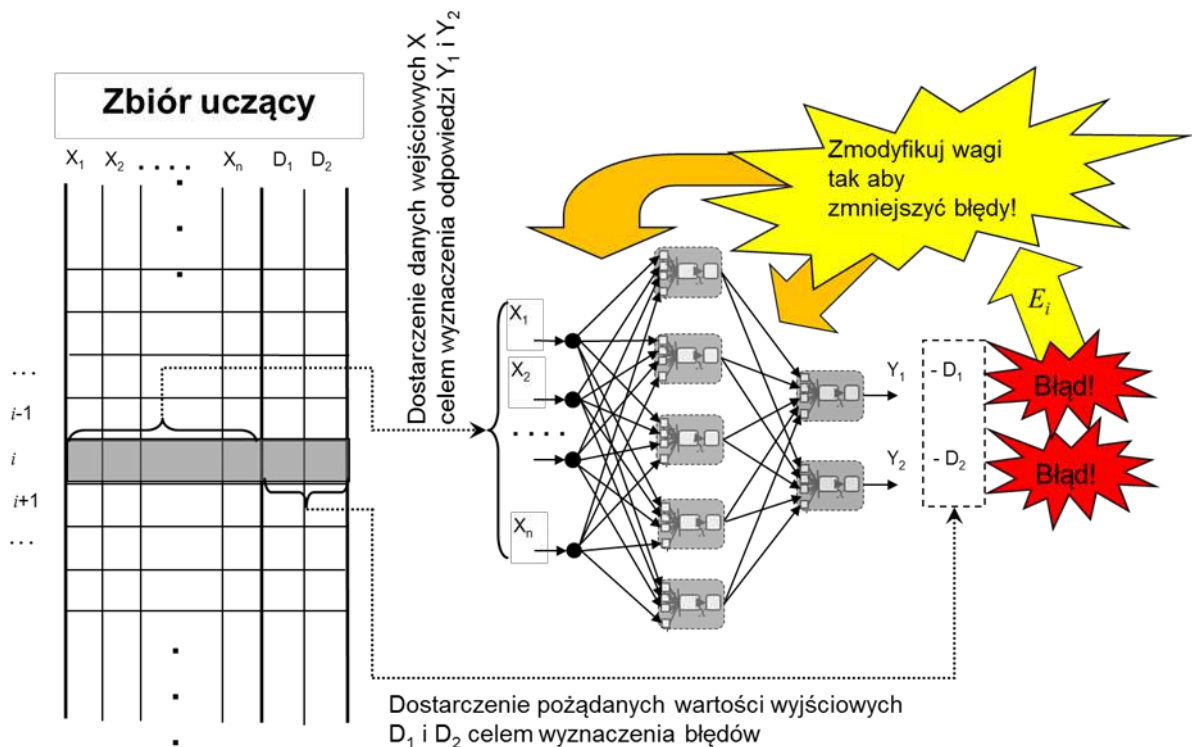 Zbiór uczący
X1 X2 .... Xn D1 D2
...
i-1
i
i+1
...
Dostarczenie danych wejściowych X
celem wyznaczenia odpowiedzi Y1 i Y2
X1
X2
....
Xn
Zmodyfikuj wagi
tak aby
zmniejszyć błędy!
Ei
Y1 - D1
Błąd!
Y2 - D2
Błąd!
Dostarczenie pożądanych wartości wyjściowych
D1 i D2 celem wyznaczenia błędów